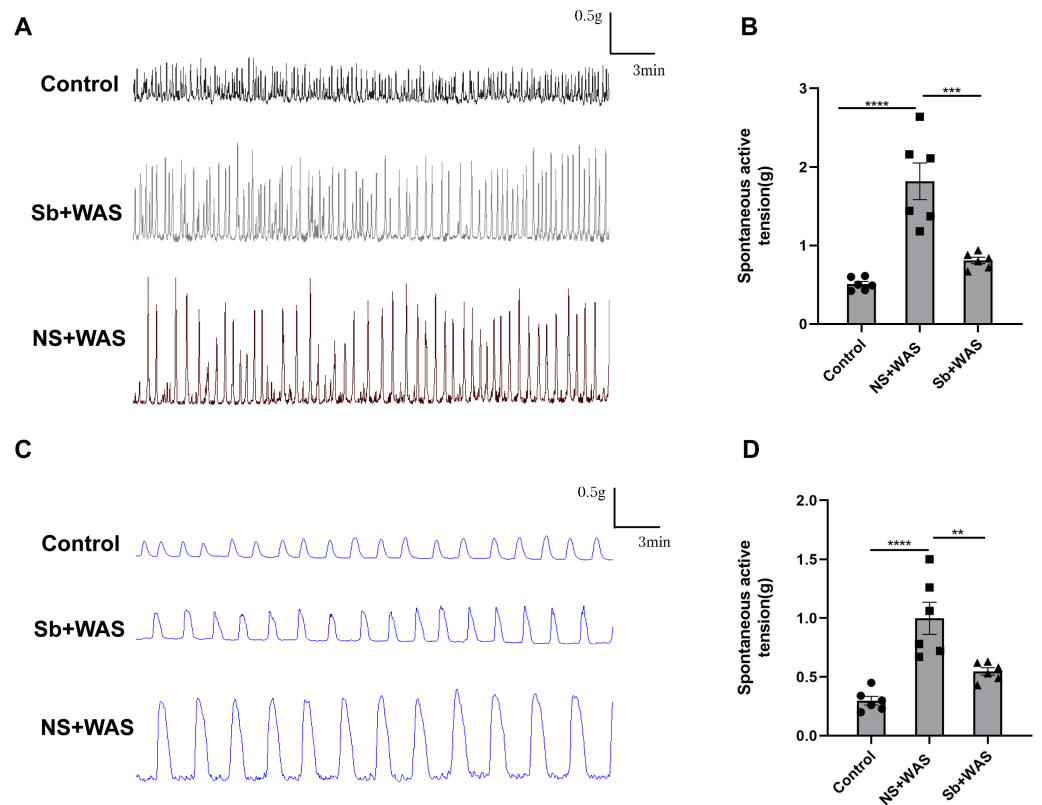 A
0.5g
3min
Control
Sb+WAS
NS+WAS
B
Spontaneous active
tension(g)
3
2
1
0
****
***
Control
NS+WAS
Sb+WAS
C
0.5g
3min
Control
Sb+WAS
NS+WAS
D
Spontaneous active
tension(g)
2.0
1.5
1.0
0.5
0.0
****
**
Control
NS+WAS
Sb+WAS